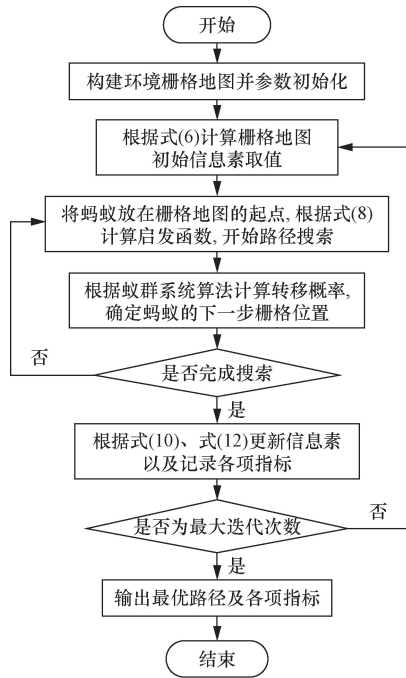 开始
构建环境栅格地图并参数初始化
根据式(6)计算栅格地图
初始信息素取值
将蚂蚁放在栅格地图的起点, 根据式(8)
计算启发函数, 开始路径搜索
根据蚁群系统算法计算转移概率,
确定蚂蚁的下一步栅格位置
否
是否完成搜索
是
根据式(10)、式(12)更新信息素
以及记录各项指标
否
是否为最大迭代次数
是
输出最优路径及各项指标
结束